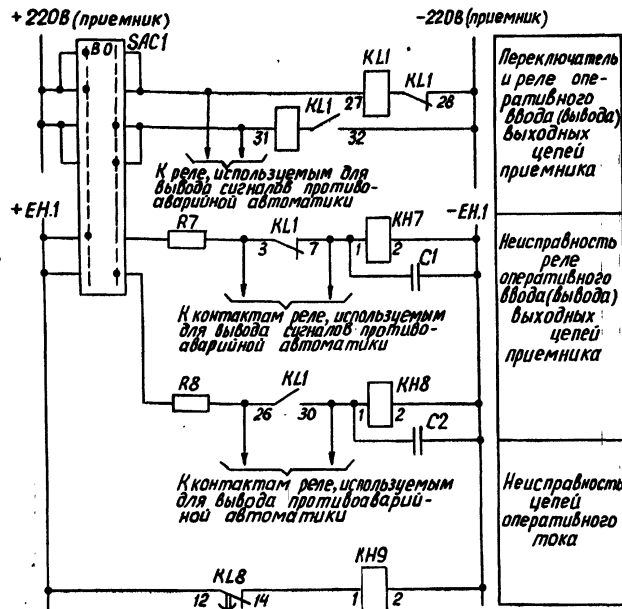 +220В (приемник)
-220В(приемник)
В О
SAC1
KL1
KL1
27
28
KL1
31
32
К реле, используемым для
вывода сигналов противо-
аварийной автоматики
Переключатель
и реле опе-
ративного
ввода (вывода)
выходных
цепей
приемника
+EH.1
-EH.1
R7
KL1
KH7
3
7
1
2
C1
К контактам реле, используемым
для вывода сигналов противо-
аварийной автоматики
Неисправность
реле
оперативного
ввода(вывода)
выходных
цепей
приемника
R8
KL1
KH8
26
30
1
2
C2
К контактам реле, используемым
для вывода противоаварий-
ной автоматики
Неисправность
цепей
оперативного
тока
KL8
KH9
12
14
1
2